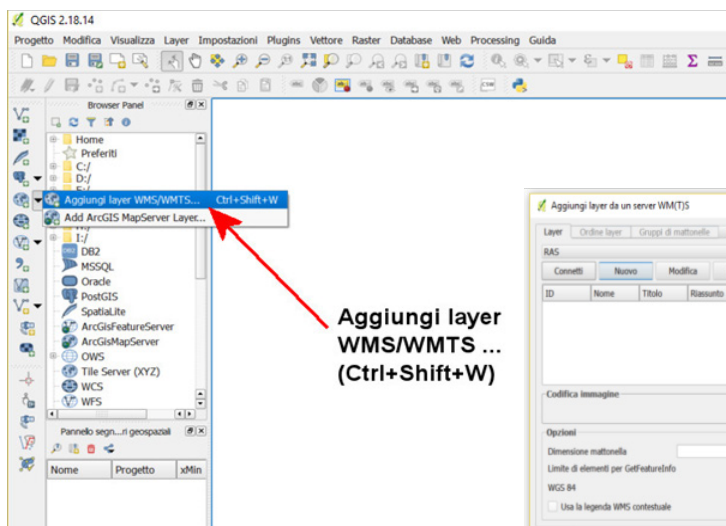 QGIS 2.18.14
Progetto Modifica Visualizza Layer Impostazioni Plugins Vettore Raster Database Web Processing Guida
Browser Panel
Home
Preferiti
C:/
D:/
Aggiungi layer WMS/WMTS... Ctrl+Shift+W
Add ArcGIS MapServer Layer...
I:/
DB2
MSSQL
Oracle
PostGIS
SpatiaLite
ArcGisFeatureServer
ArcGisMapServer
OWS
Tile Server (XYZ)
WCS
WFS
Pannello segn...ri geospaziali
Nome Progetto xMin
Aggiungi layer
WMS/WMTS ...
(Ctrl+Shift+W)
Aggiungi layer da un server WM(T)S
Layer Ordine layer Gruppi di mattonelle
RAS
Connetti Nuovo Modifica
ID Nome Titolo Riassunto
Codifica immagine
Opzioni
Dimensione mattonella
Limite di elementi per GetFeatureInfo
WGS 84
Usa la legenda WMS contestuale